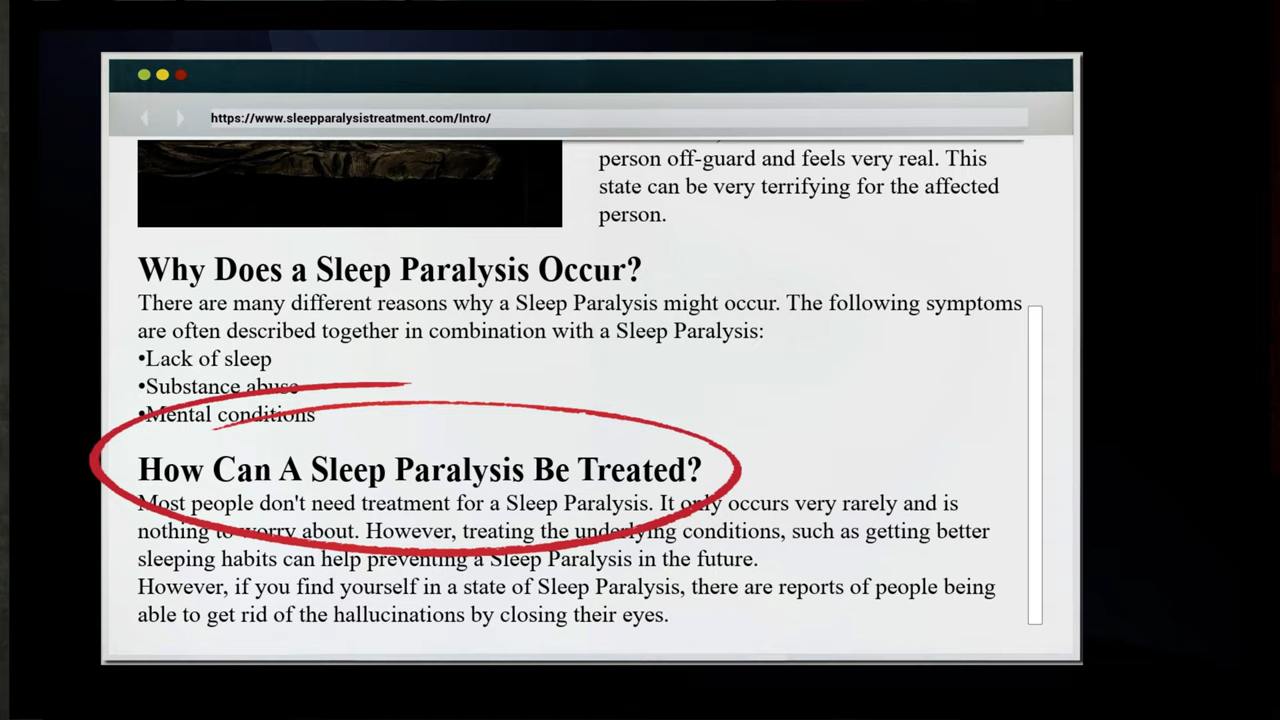 https://www.sleepparalysistreatment.com/Intro/
person off-guard and feels very real. This
state can be very terrifying for the affected
person.
Why Does a Sleep Paralysis Occur?
There are many different reasons why a Sleep Paralysis might occur. The following symptoms
are often described together in combination with a Sleep Paralysis:
•Lack of sleep
•Substance abuse
•Mental conditions
How Can A Sleep Paralysis Be Treated?
Most people don't need treatment for a Sleep Paralysis. It only occurs very rarely and is
nothing to worry about. However, treating the underlying conditions, such as getting better
sleeping habits can help preventing a Sleep Paralysis in the future.
However, if you find yourself in a state of Sleep Paralysis, there are reports of people being
able to get rid of the hallucinations by closing their eyes.